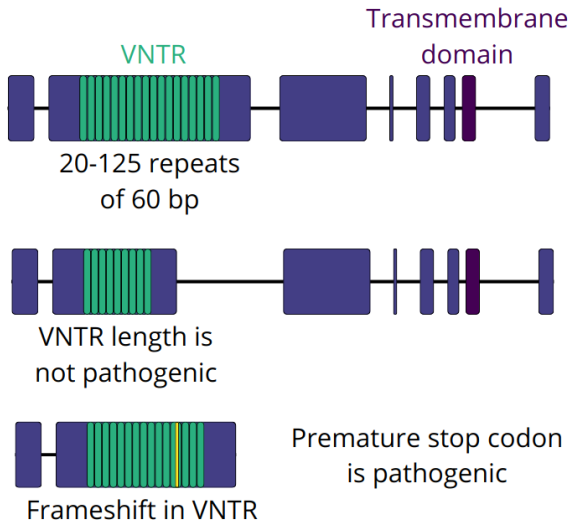 Transmembrane
domain
VNTR
20-125 repeats
of 60 bp
VNTR length is
not pathogenic
Premature stop codon
is pathogenic
Frameshift in VNTR